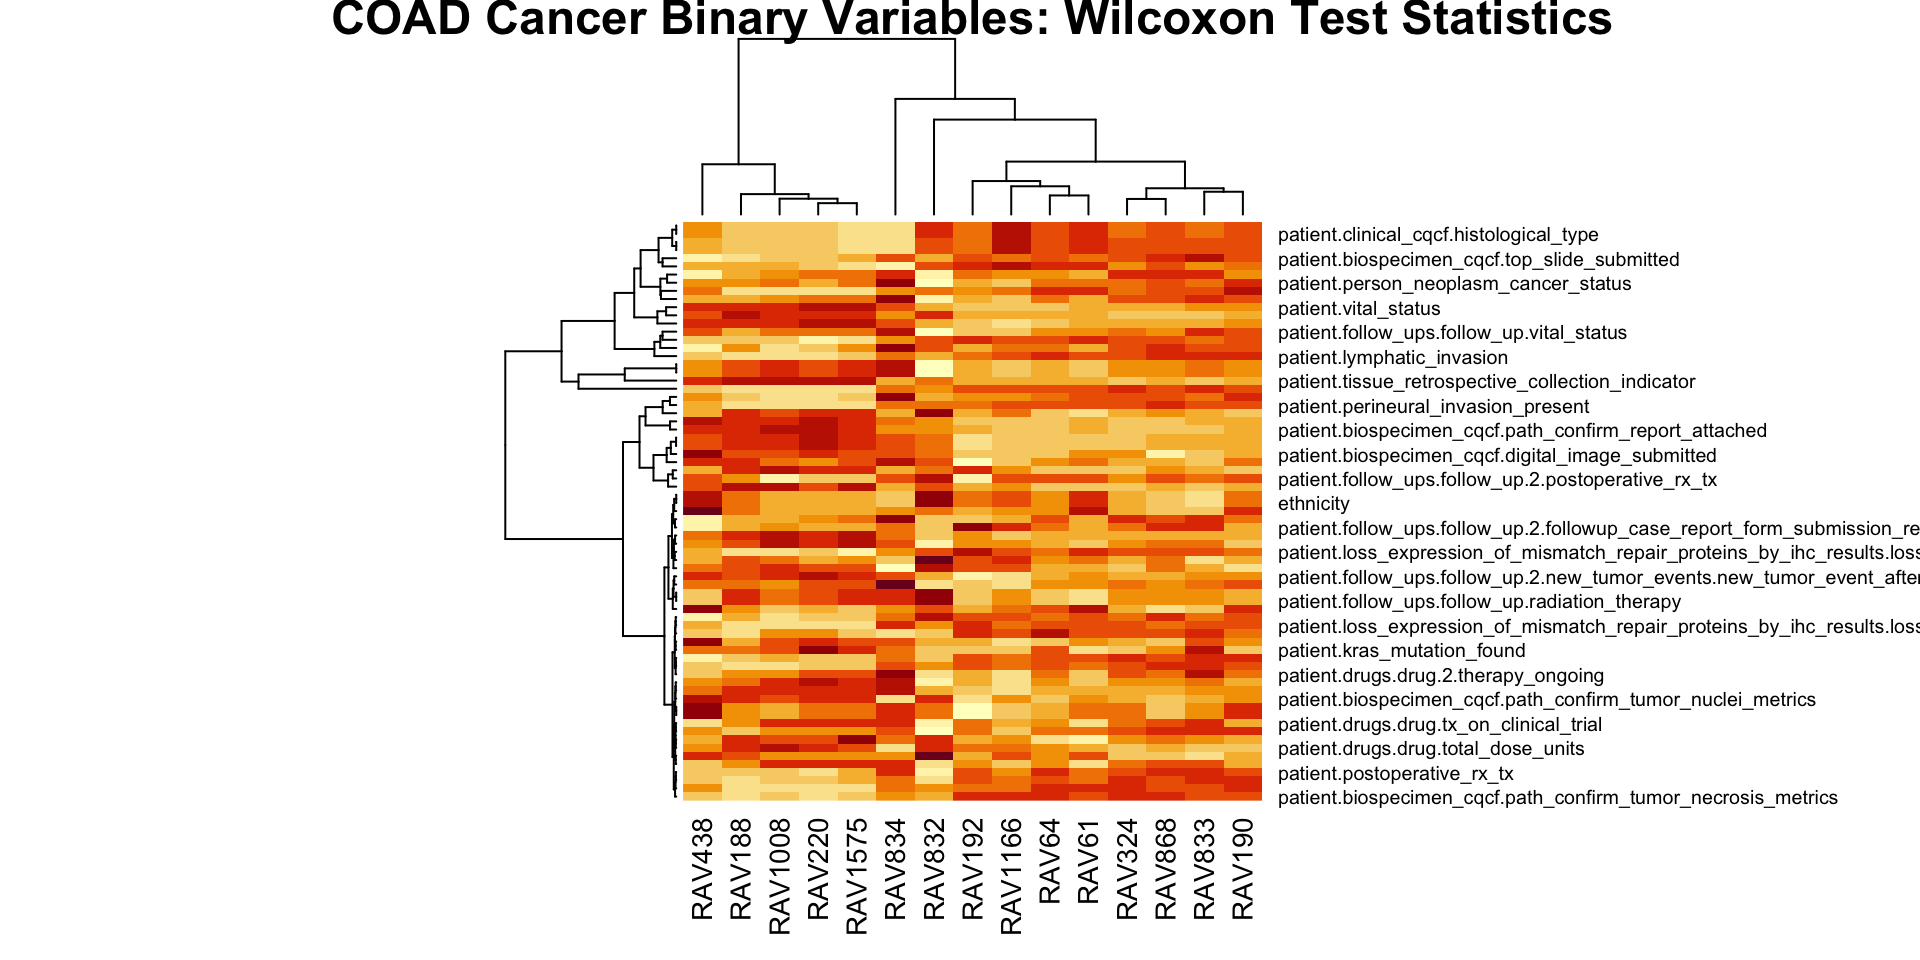 COAD Cancer Binary Variables: Wilcoxon Test Statistics
patient.clinical_cqcf.histological_type
patient.biospecimen_cqcf.top_slide_submitted
patient.person_neoplasm_cancer_status
patient.vital_status
patient.follow_ups.follow_up.vital_status
patient.lymphatic_invasion
patient.tissue_retrospective_collection_indicator
patient.perineural_invasion_present
patient.biospecimen_cqcf.path_confirm_report_attached
patient.biospecimen_cqcf.digital_image_submitted
patient.follow_ups.follow_up.2.postoperative_rx_tx
ethnicity
patient.follow_ups.follow_up.2.followup_case_report_form_submission_re
patient.loss_expression_of_mismatch_repair_proteins_by_ihc_results.loss
patient.follow_ups.follow_up.2.new_tumor_events.new_tumor_event_after
patient.follow_ups.follow_up.radiation_therapy
patient.loss_expression_of_mismatch_repair_proteins_by_ihc_results.loss
patient.kras_mutation_found
patient.drugs.drug.2.therapy_ongoing
patient.biospecimen_cqcf.path_confirm_tumor_nuclei_metrics
patient.drugs.drug.tx_on_clinical_trial
patient.drugs.drug.total_dose_units
patient.postoperative_rx_tx
patient.biospecimen_cqcf.path_confirm_tumor_necrosis_metrics
RAV438
RAV188
RAV1008
RAV220
RAV1575
RAV834
RAV832
RAV192
RAV1166
RAV64
RAV61
RAV324
RAV868
RAV833
RAV190